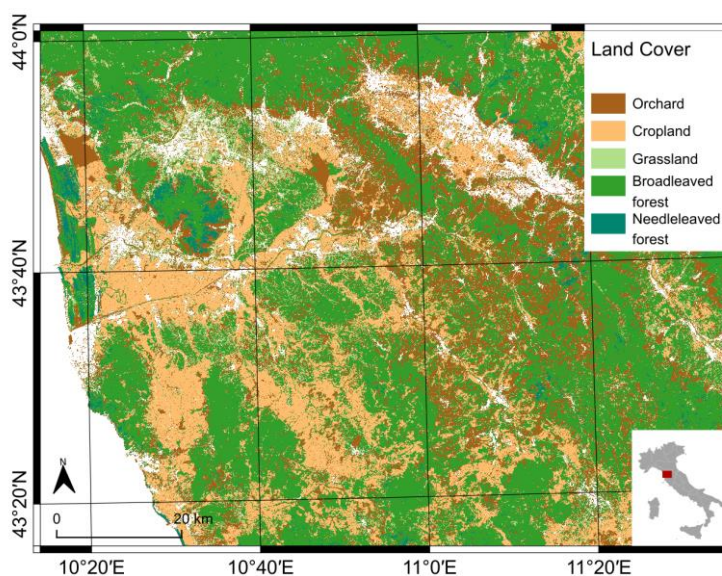 44°0'N
Land Cover
Orchard
Cropland
Grassland
Broadleaved
forest
Needleleaved
forest
43°40'N
43°20'N
N
0 20 km
10°20'E 10°40'E 11°0'E 11°20'E